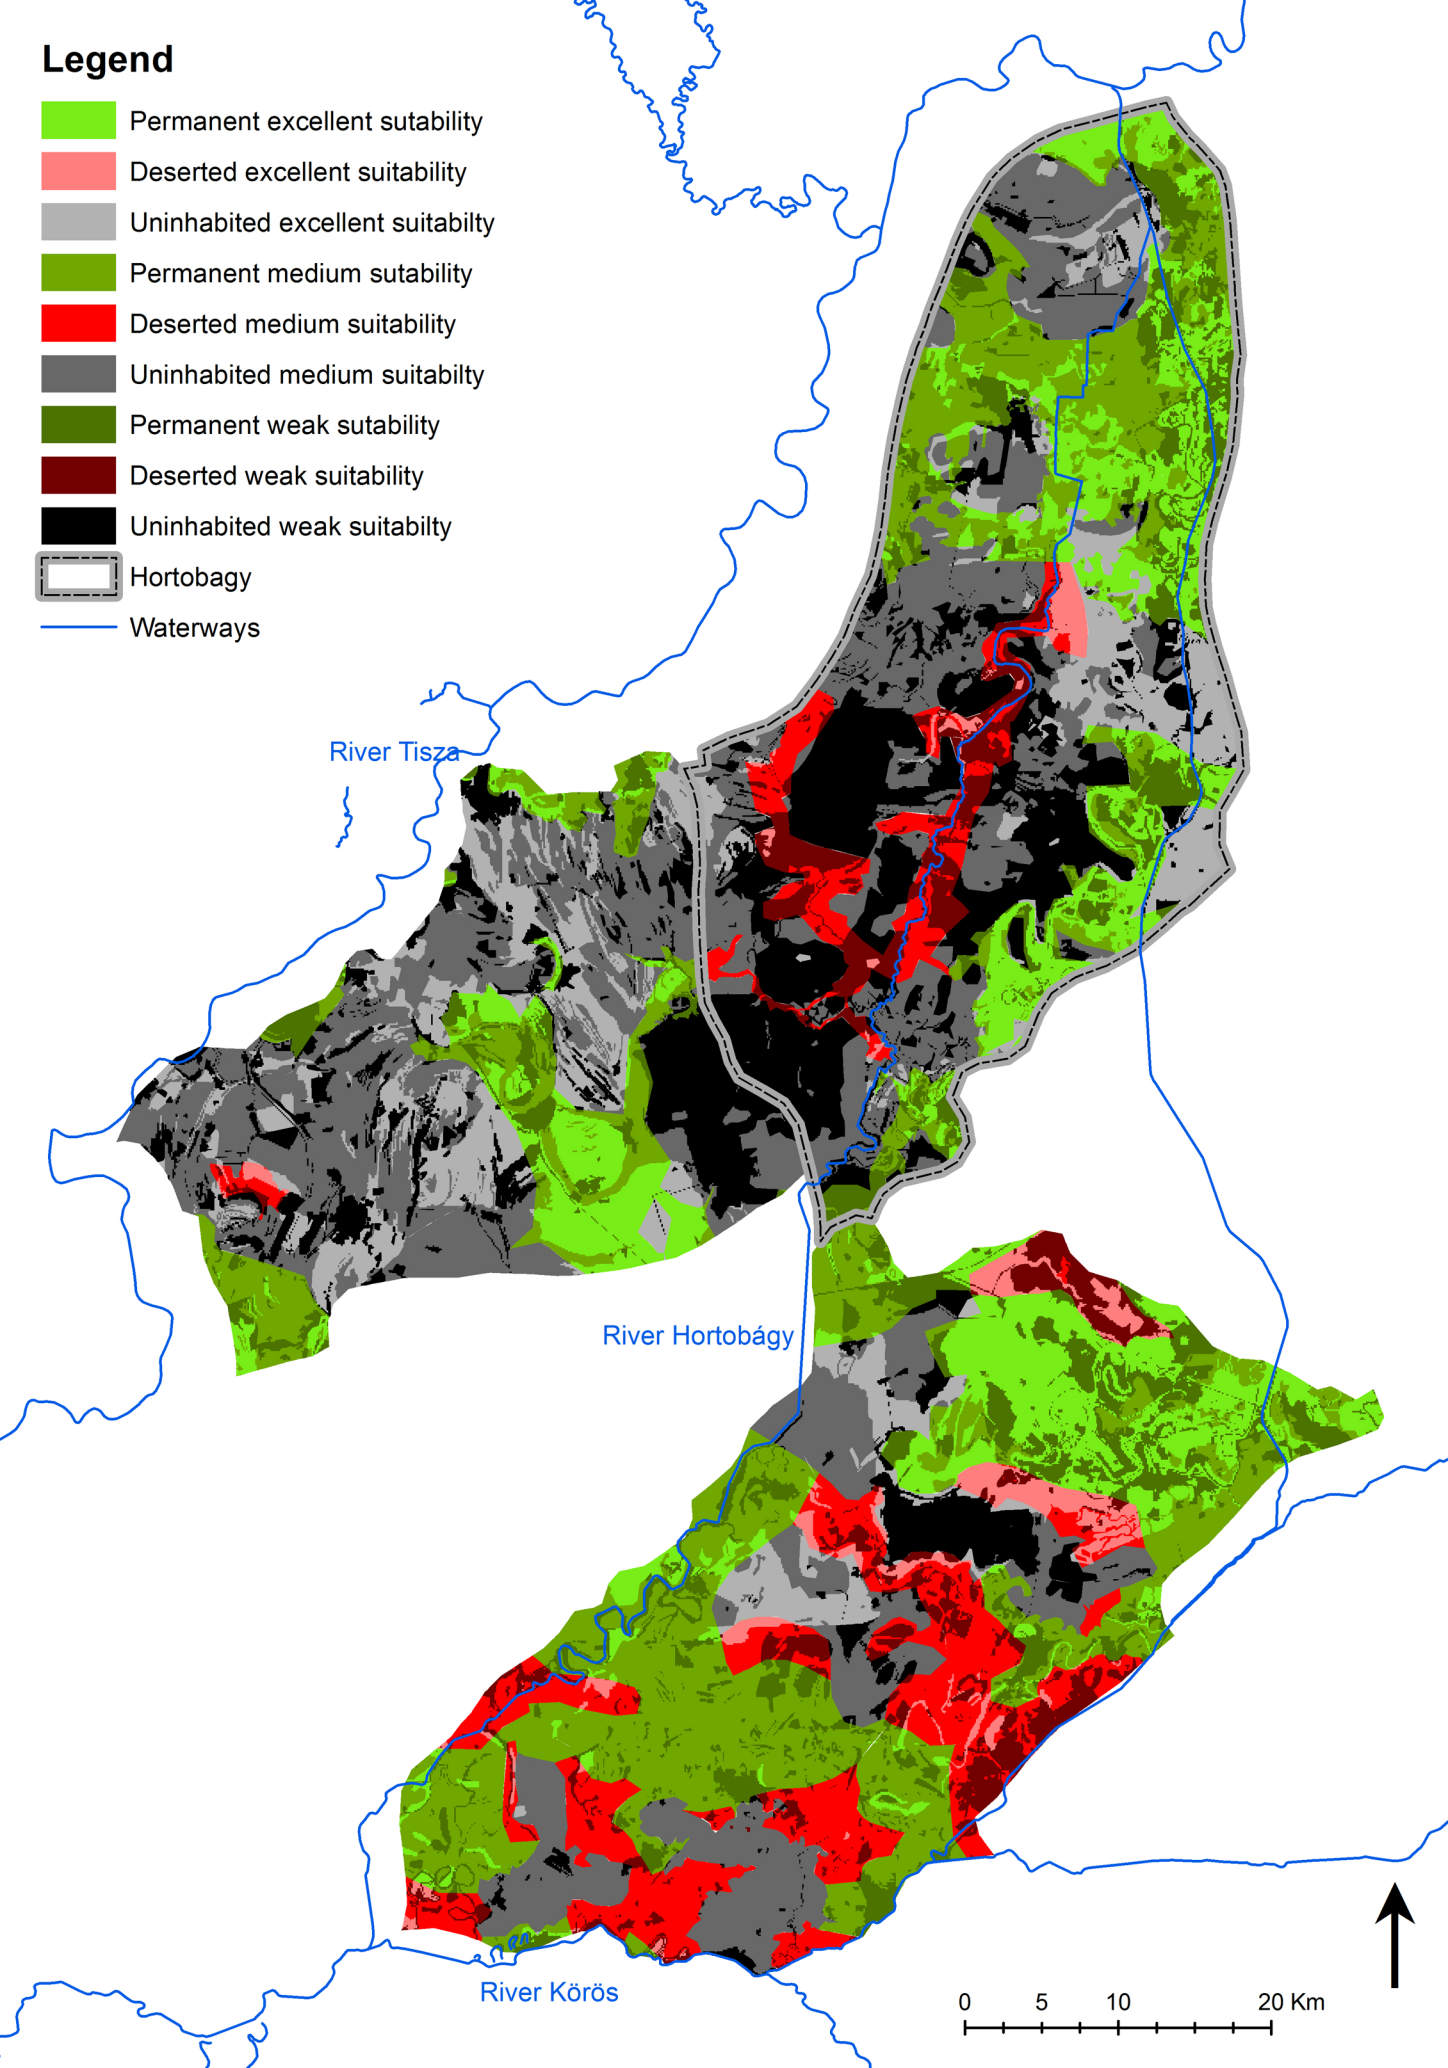 Legend
Permanent excellent sutability
Deserted excellent suitability
Uninhabited excellent suitabilty
Permanent medium sutability
Deserted medium suitability
Uninhabited medium suitabilty
Permanent weak sutability
Deserted weak suitability
Uninhabited weak suitabilty
Hortobagy
Waterways
River Tisza
River Hortobágy
River Körös
0 5 10 20 Km